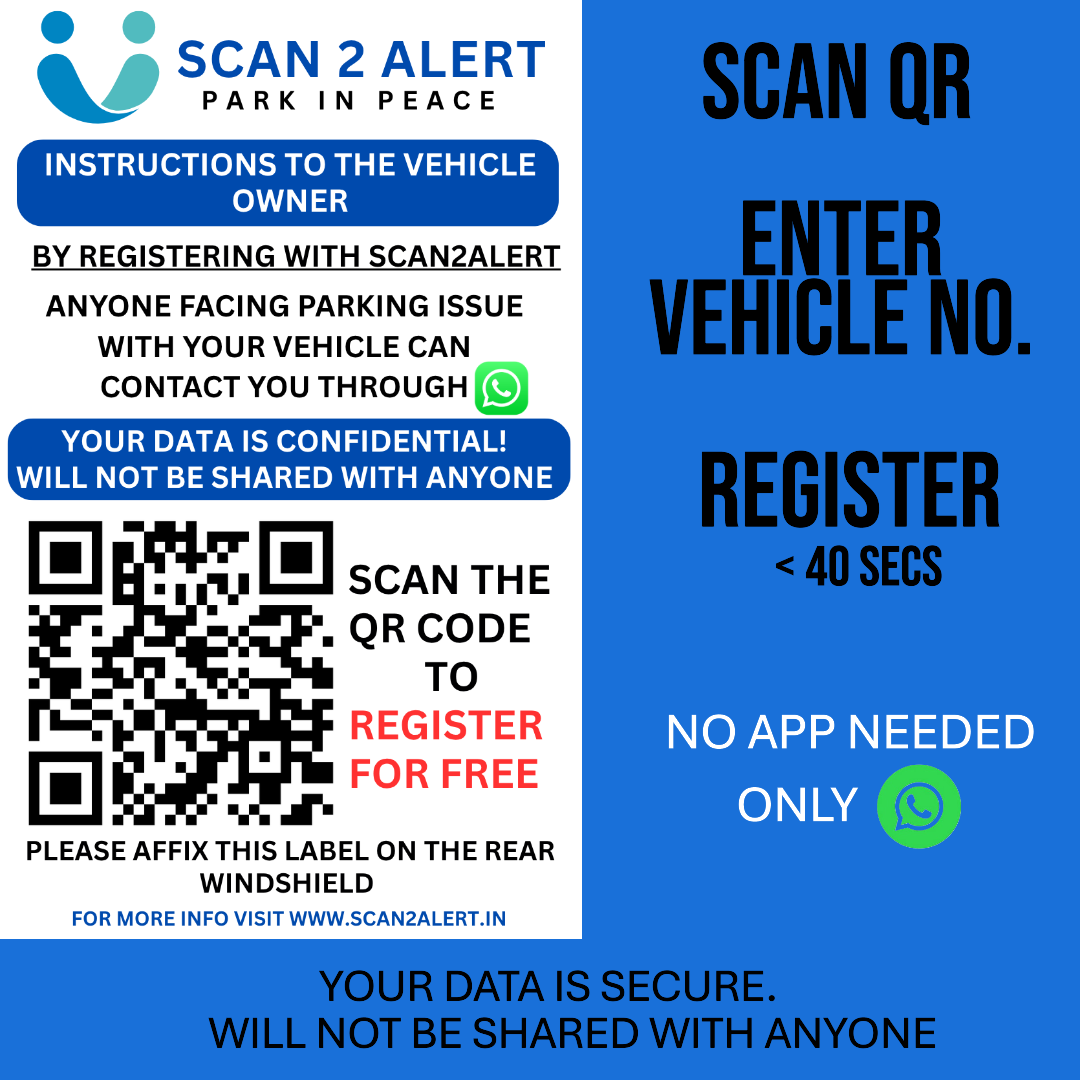 SCAN 2 ALERT
PARK IN PEACE
INSTRUCTIONS TO THE VEHICLE
OWNER
BY REGISTERING WITH SCAN2ALERT
ANYONE FACING PARKING ISSUE
WITH YOUR VEHICLE CAN
CONTACT YOU THROUGH
YOUR DATA IS CONFIDENTIAL!
WILL NOT BE SHARED WITH ANYONE
SCAN THE
QR CODE
TO
REGISTER
FOR FREE
PLEASE AFFIX THIS LABEL ON THE REAR
WINDSHIELD
FOR MORE INFO VISIT WWW.SCAN2ALERT.IN
SCAN QR
ENTER
VEHICLE NO.
REGISTER
< 40 SECS
NO APP NEEDED
ONLY
YOUR DATA IS SECURE.
WILL NOT BE SHARED WITH ANYONE